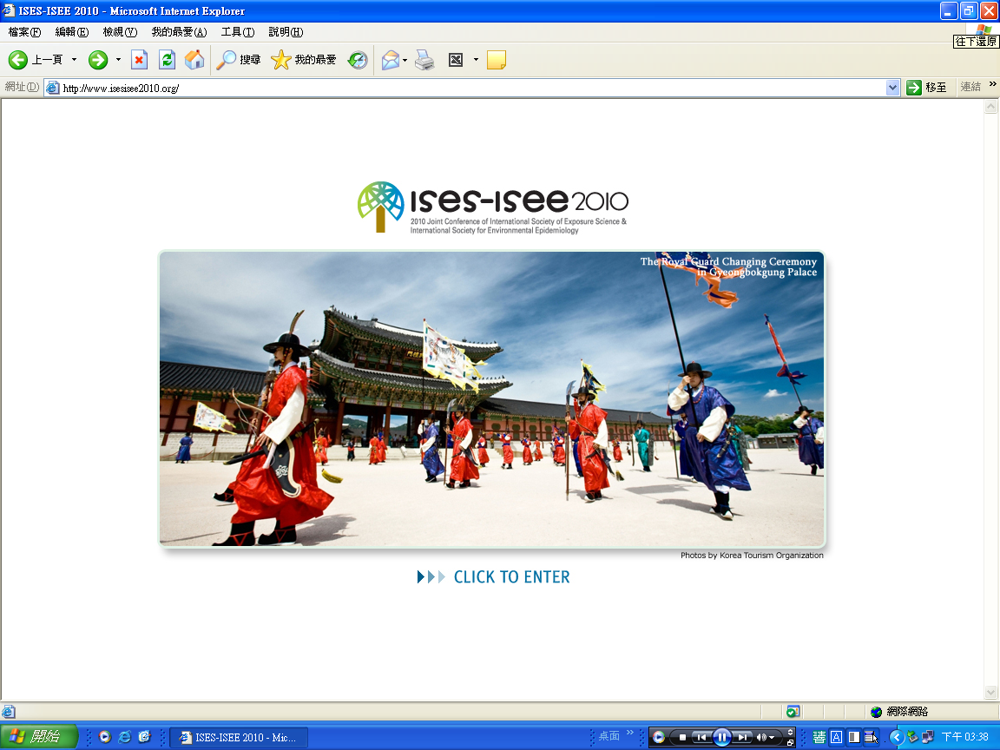 ISES-ISEE 2010 - Microsoft Internet Explorer
檔案(F) 編輯(E) 檢視(V) 我的最愛(A) 工具(T) 說明(H)
往下還原
上一頁 搜尋 我的最愛
網址(D) http://www.isesisee2010.org/ 移至 連結 »
ises-isee 2010
2010 Joint Conference of International Society of Exposure Science &
International Society for Environmental Epidemiology
The Royal Guard Changing Ceremony
in Gyeongbokgung Palace
Photos by Korea Tourism Organization
CLICK TO ENTER
網際網路
開始 ISES-ISEE 2010 - Mic... 桌面 » A 下午 03:38